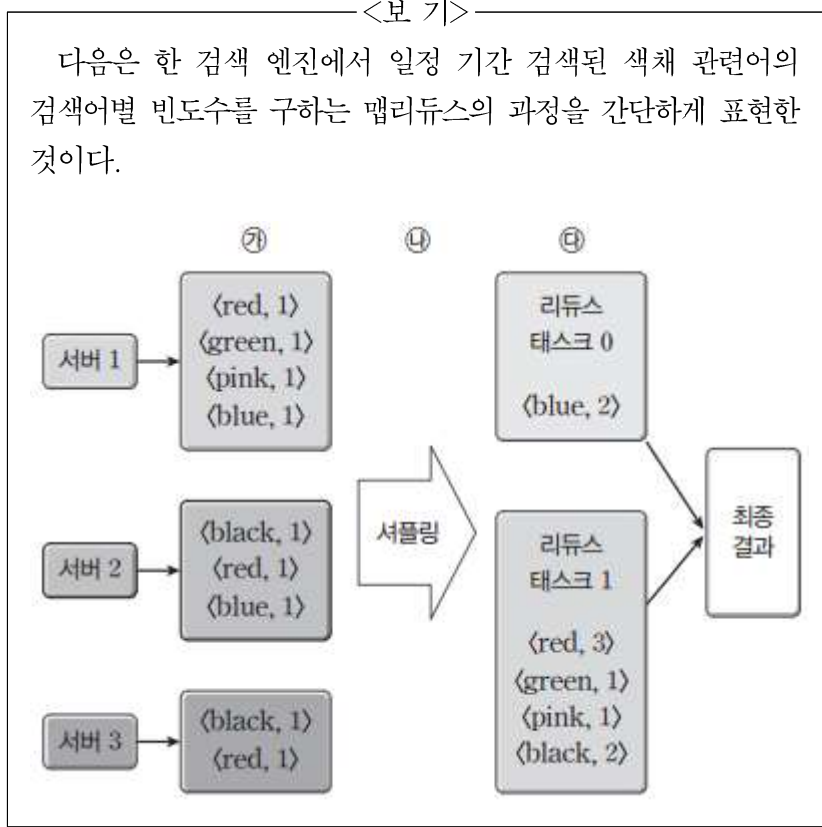 <보 기>
다음은 한 검색 엔진에서 일정 기간 검색된 색채 관련어의
검색어별 빈도수를 구하는 맵리듀스의 과정을 간단하게 표현한
것이다.
㉮ ㉯ ㉰
서버 1
〈red, 1〉
〈green, 1〉
〈pink, 1〉
〈blue, 1〉
서버 2
〈black, 1〉
〈red, 1〉
〈blue, 1〉
서버 3
〈black, 1〉
〈red, 1〉
셔플링
리듀스
태스크 0
〈blue, 2〉
리듀스
태스크 1
〈red, 3〉
〈green, 1〉
〈pink, 1〉
〈black, 2〉
최종
결과